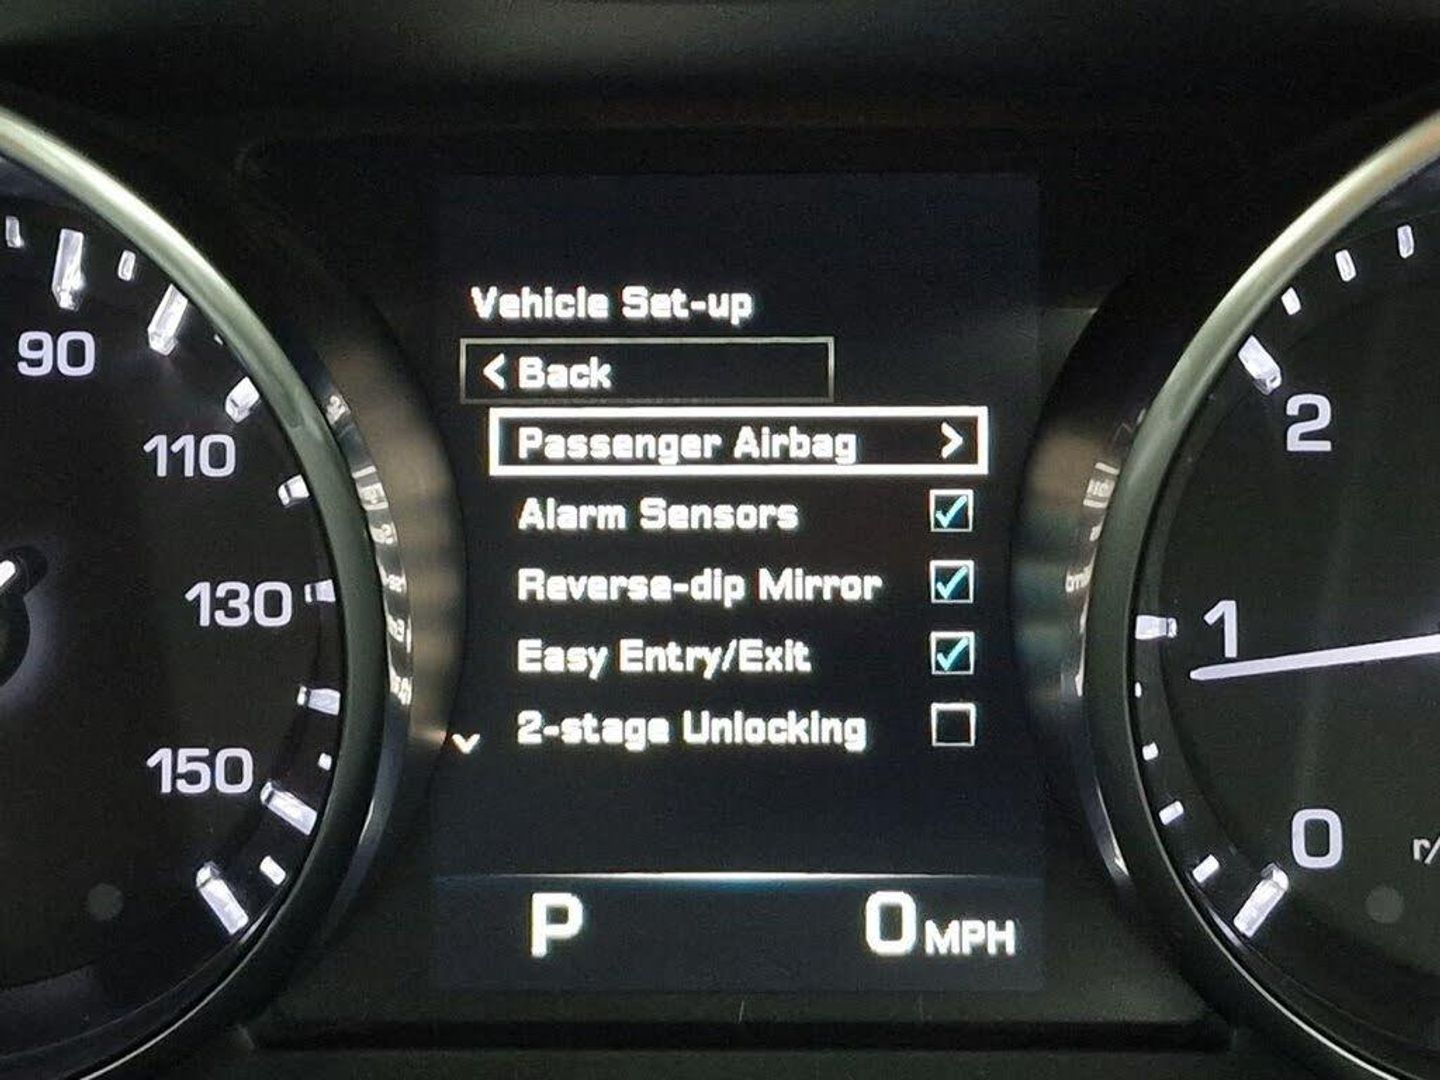 Vehicle Set-up
< Back
Passenger Airbag >
Alarm Sensors
Reverse-dip Mirror
Easy Entry/Exit
2-stage Unlocking
P
0 MPH
90
110
130
150
2
1
0